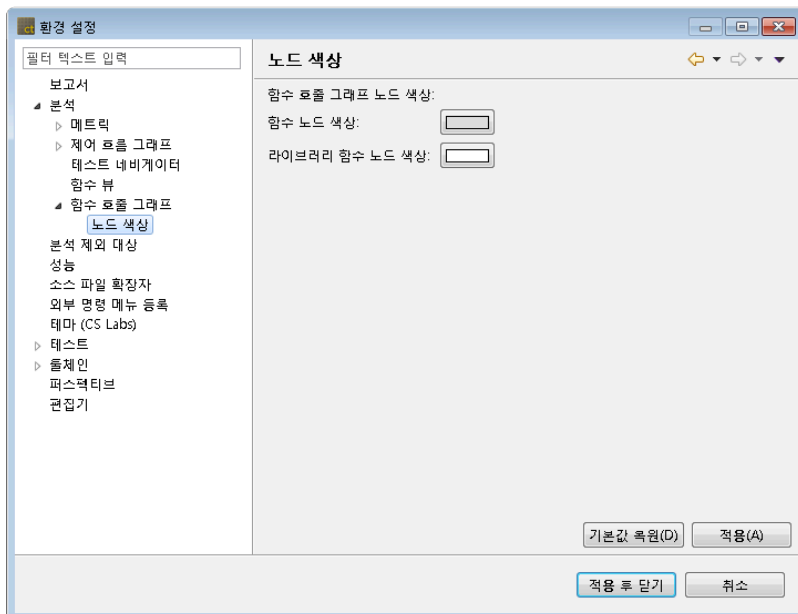 ct 환경 설정
필터 텍스트 입력
보고서
분석
메트릭
제어 흐름 그래프
테스트 네비게이터
함수 뷰
함수 호출 그래프
노드 색상
분석 제외 대상
성능
소스 파일 확장자
외부 명령 메뉴 등록
테마 (CS Labs)
테스트
툴체인
퍼스펙티브
편집기
노드 색상
함수 호출 그래프 노드 색상:
함수 노드 색상:
라이브러리 함수 노드 색상:
기본값 복원(D) 적용(A)
적용 후 닫기 취소